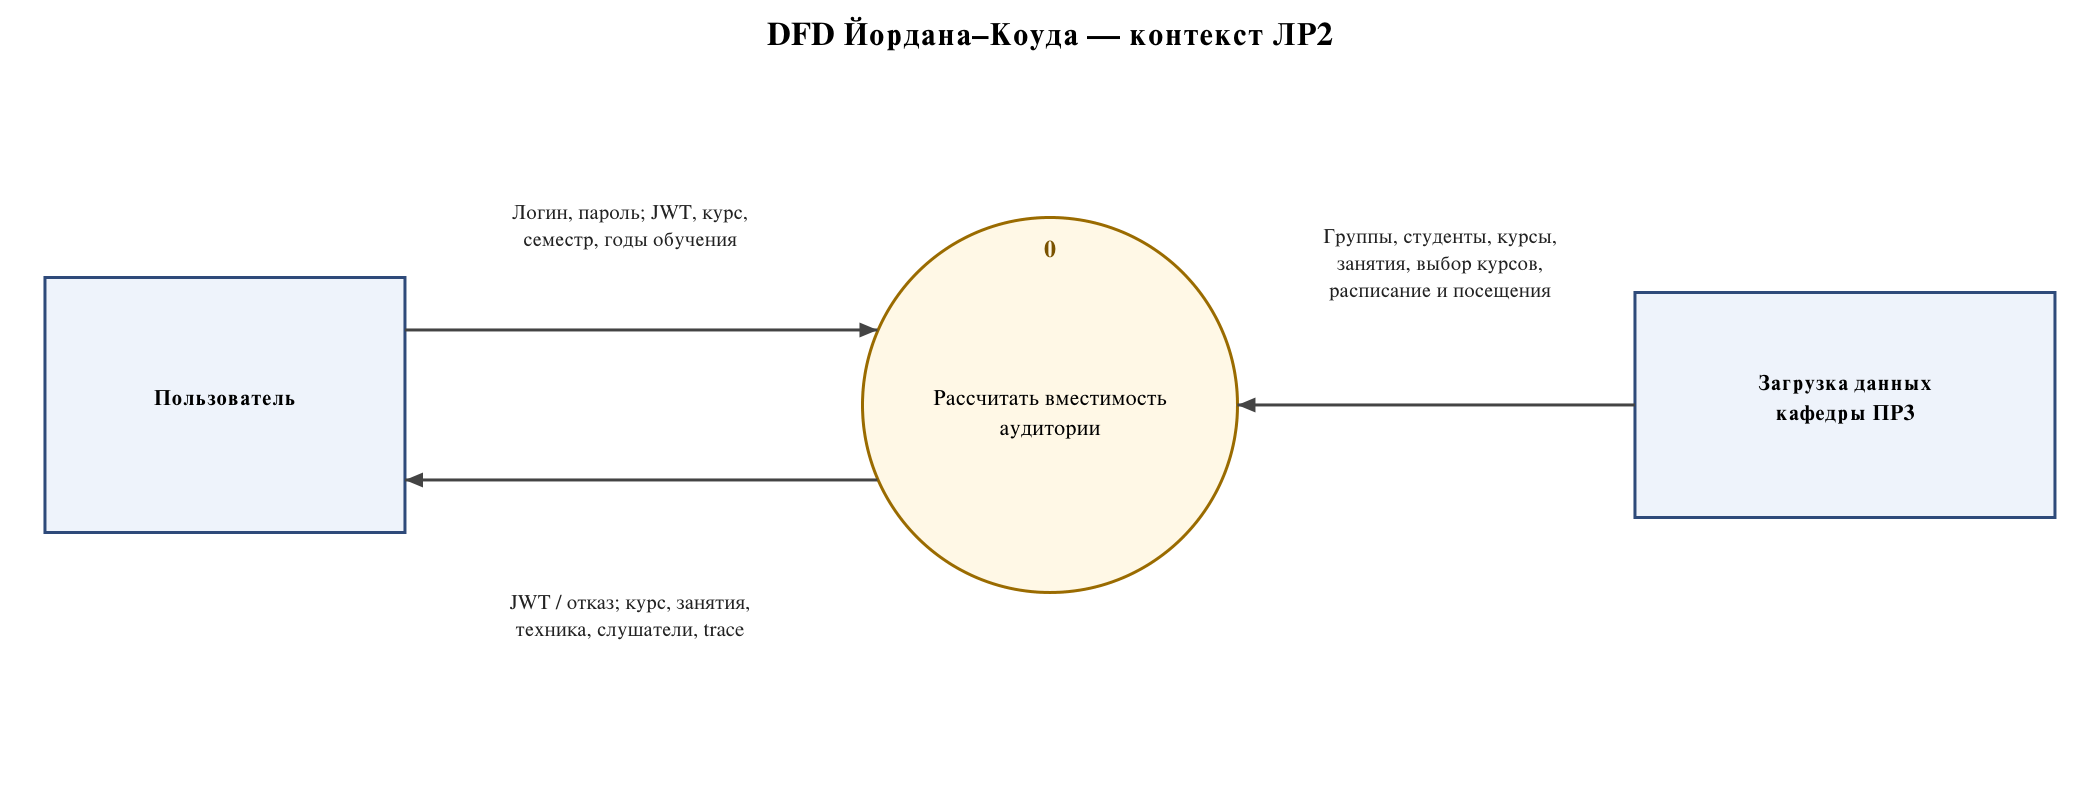 DFD Йордана–Коуда — контекст ЛР2
Логин, пароль; JWT, курс,
семестр, годы обучения
Пользователь
JWT / отказ; курс, занятия,
техника, слушатели, trace
0
Рассчитать вместимость
аудитории
Группы, студенты, курсы,
занятия, выбор курсов,
расписание и посещения
Загрузка данных
кафедры ПР3